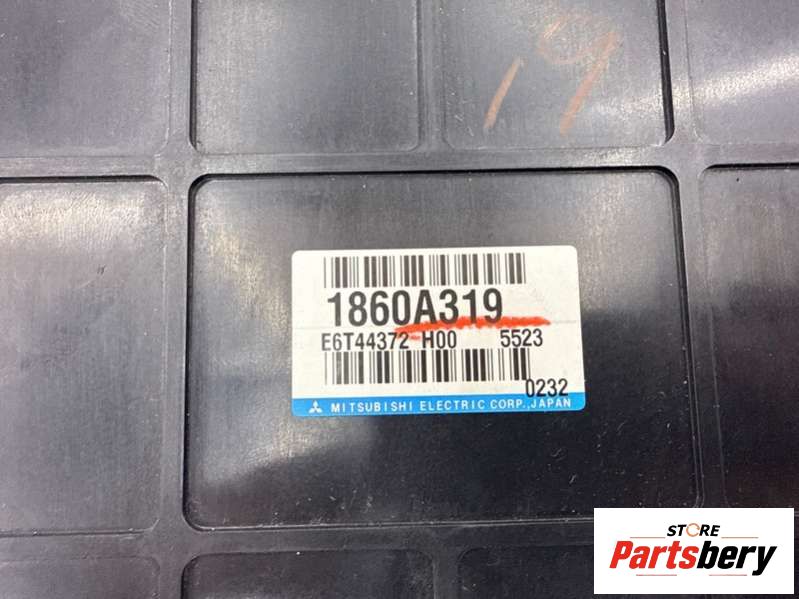 19
1860A319
E6T44372 H00 5523
0232
MITSUBISHI ELECTRIC CORP., JAPAN
STORE
Partsbery